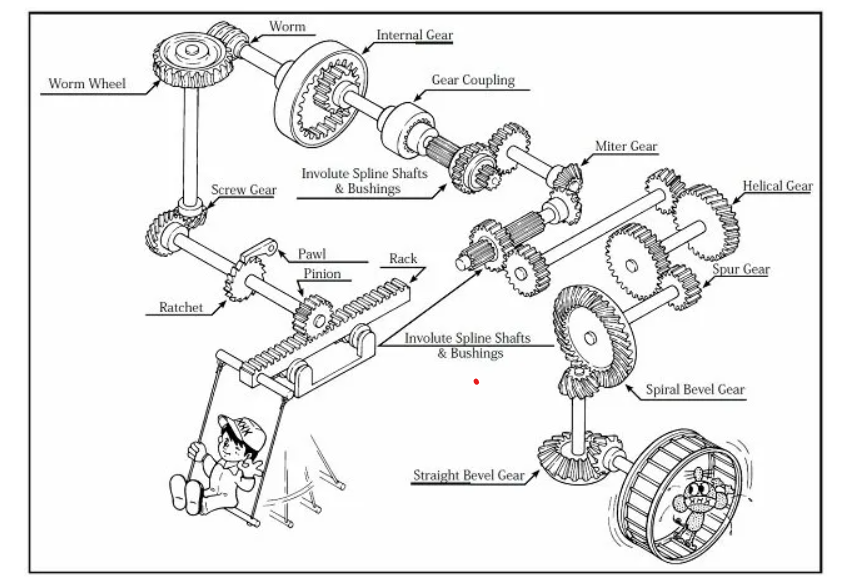 Worm
Internal Gear
Worm Wheel
Gear Coupling
Miter Gear
Involute Spline Shafts
& Bushings
Helical Gear
Screw Gear
Pawl
Rack
Pinion
Spur Gear
Ratchet
Involute Spline Shafts
& Bushings
Spiral Bevel Gear
Straight Bevel Gear